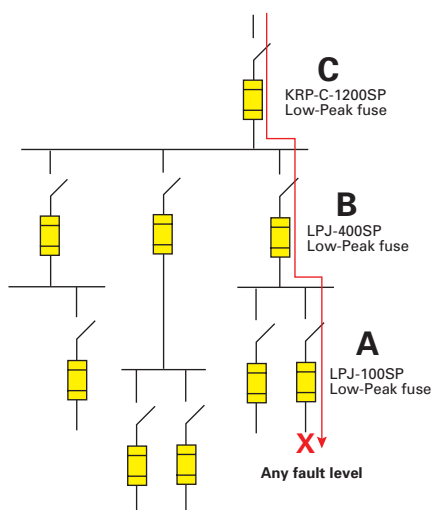 C
KRP-C-1200SP
Low-Peak fuse
B
LPJ-400SP
Low-Peak fuse
A
LPJ-100SP
Low-Peak fuse
X
Any fault level